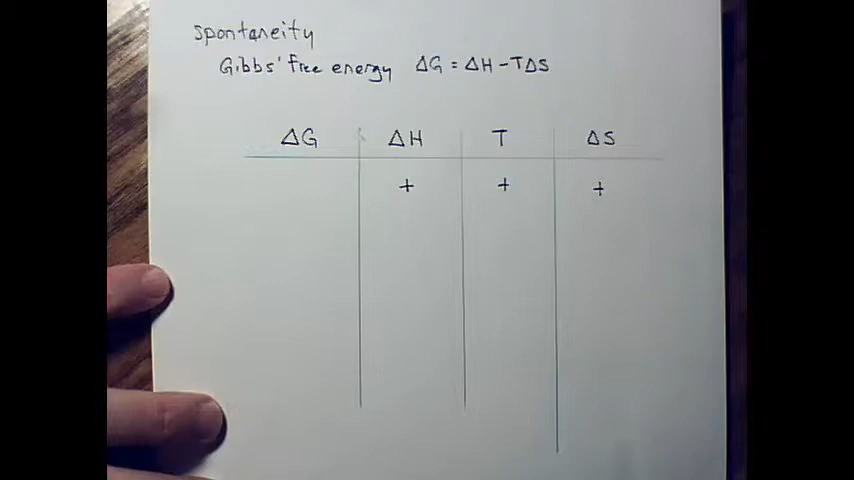 spontaneity
Gibbs' free energy ΔG = ΔH - TΔS
ΔG ΔH T ΔS
+ + +